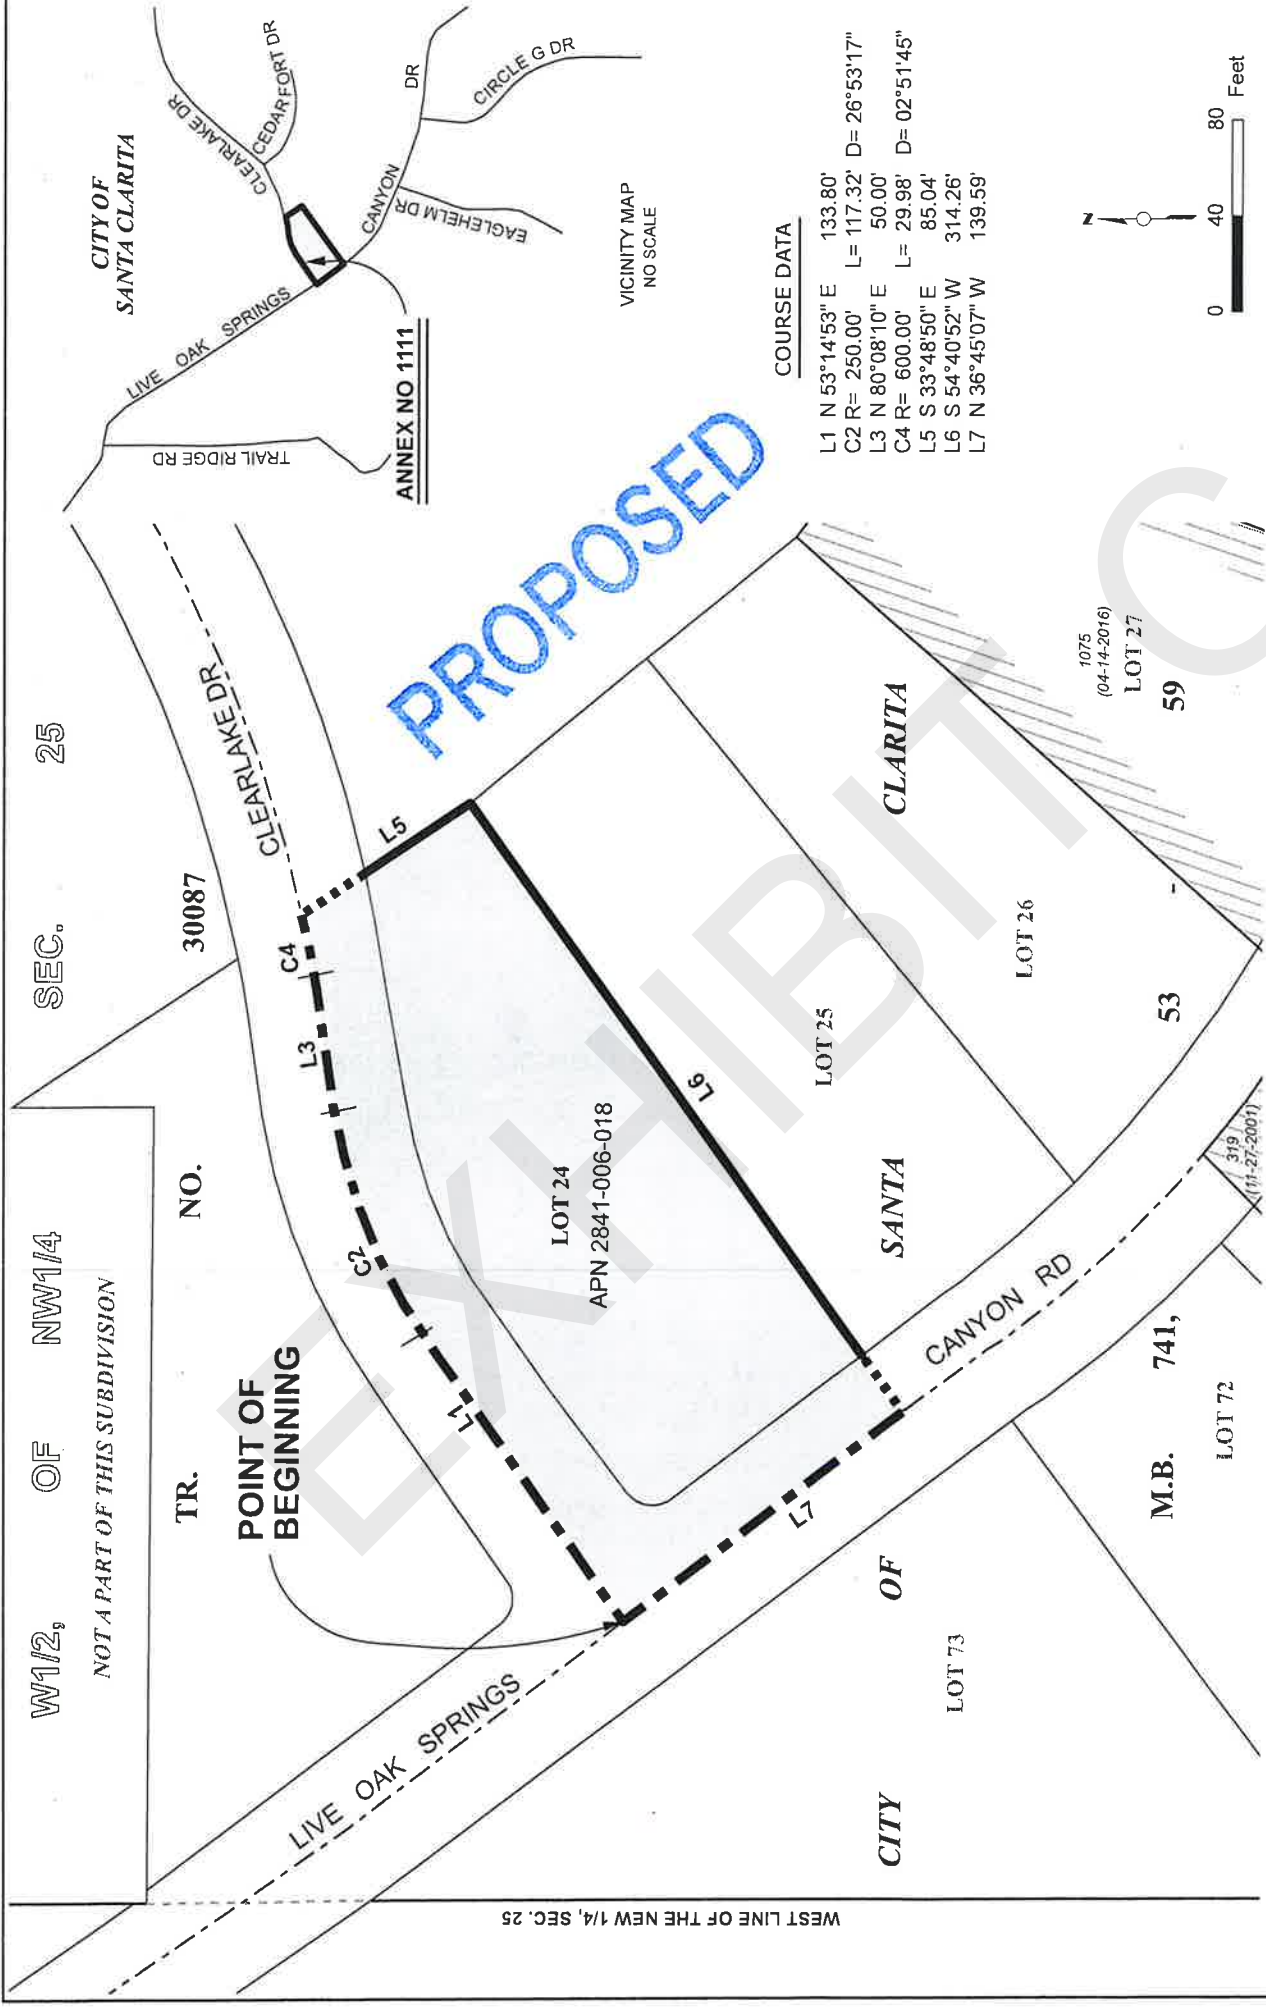 W1/2, OF NW1/4 SEC. 25
NOT A PART OF THIS SUBDIVISION
TR. NO. 30087
POINT OF
BEGINNING
CLEARLAKE DR
L1
C2
L3
C4
L5
L6
L7
LOT 24
APN 2841-006-018
LIVE OAK SPRINGS
CANYON RD
LOT 25
LOT 26
1075
(04-14-2016)
LOT 27
CITY OF SANTA CLARITA
M.B. 741, 53 - 59
LOT 73
LOT 72
319
(11-27-2001)
WEST LINE OF THE NEW 1/4, SEC. 25
PROPOSED
EXHIBIT C
CITY OF
SANTA CLARITA
CLEARLAKE DR
CEDARFORT DR
LIVE OAK SPRINGS
CANYON DR
CIRCLE G DR
EAGLEHELM DR
TRAIL RIDGE RD
ANNEX NO 1111
VICINITY MAP
NO SCALE
COURSE DATA
L1 N 53°14'53" E 133.80'
C2 R= 250.00' L= 117.32' D= 26°53'17"
L3 N 80°08'10" E 50.00'
C4 R= 600.00' L= 29.98' D= 02°51'45"
L5 S 33°48'50" E 85.04'
L6 S 54°40'52" W 314.26'
L7 N 36°45'07" W 139.59'
N
0 40 80
Feet